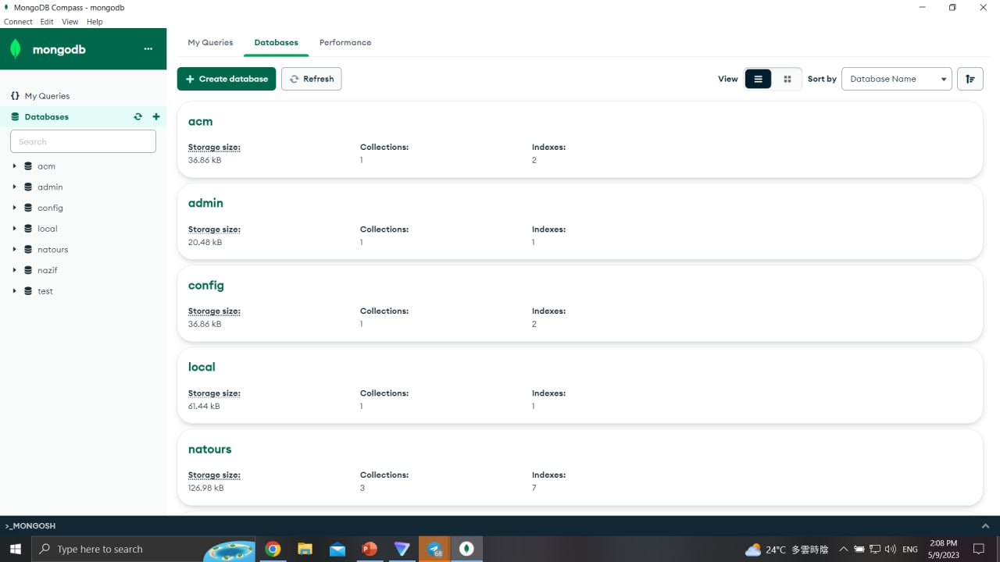 MongoDB Compass - mongodb
Connect Edit View Help
mongodb
My Queries Databases Performance
Create database Refresh View Sort by Database Name
{} My Queries
Databases
Search
acm
admin
config
local
natours
nazif
test
acm
Storage size: Collections: Indexes:
36.86 kB 1 2
admin
Storage size: Collections: Indexes:
20.48 kB 1 1
config
Storage size: Collections: Indexes:
36.86 kB 1 2
local
Storage size: Collections: Indexes:
61.44 kB 1 1
natours
Storage size: Collections: Indexes:
126.98 kB 3 7
>_MONGOSH
Type here to search 68 24°C 多雲時陰 ENG 2:08 PM
5/9/2023